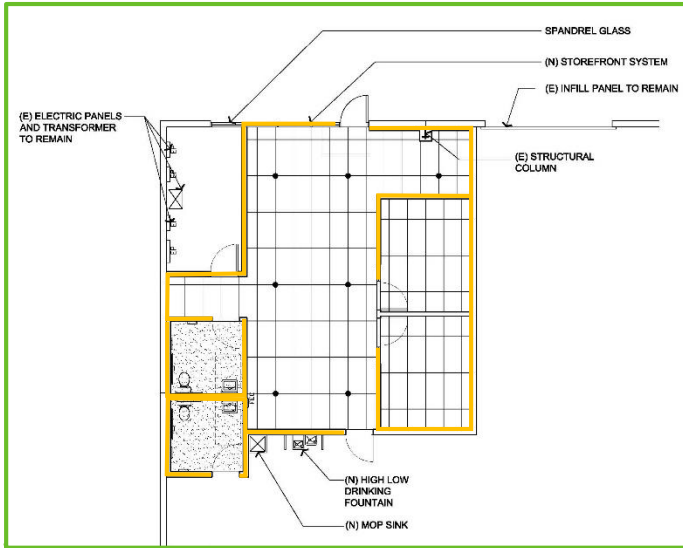 SPANDREL GLASS
(N) STOREFRONT SYSTEM
(E) INFILL PANEL TO REMAIN
(E) ELECTRIC PANELS
AND TRANSFORMER
TO REMAIN
(E) STRUCTURAL
COLUMN
(N) HIGH LOW
DRINKING
FOUNTAIN
(N) MOP SINK